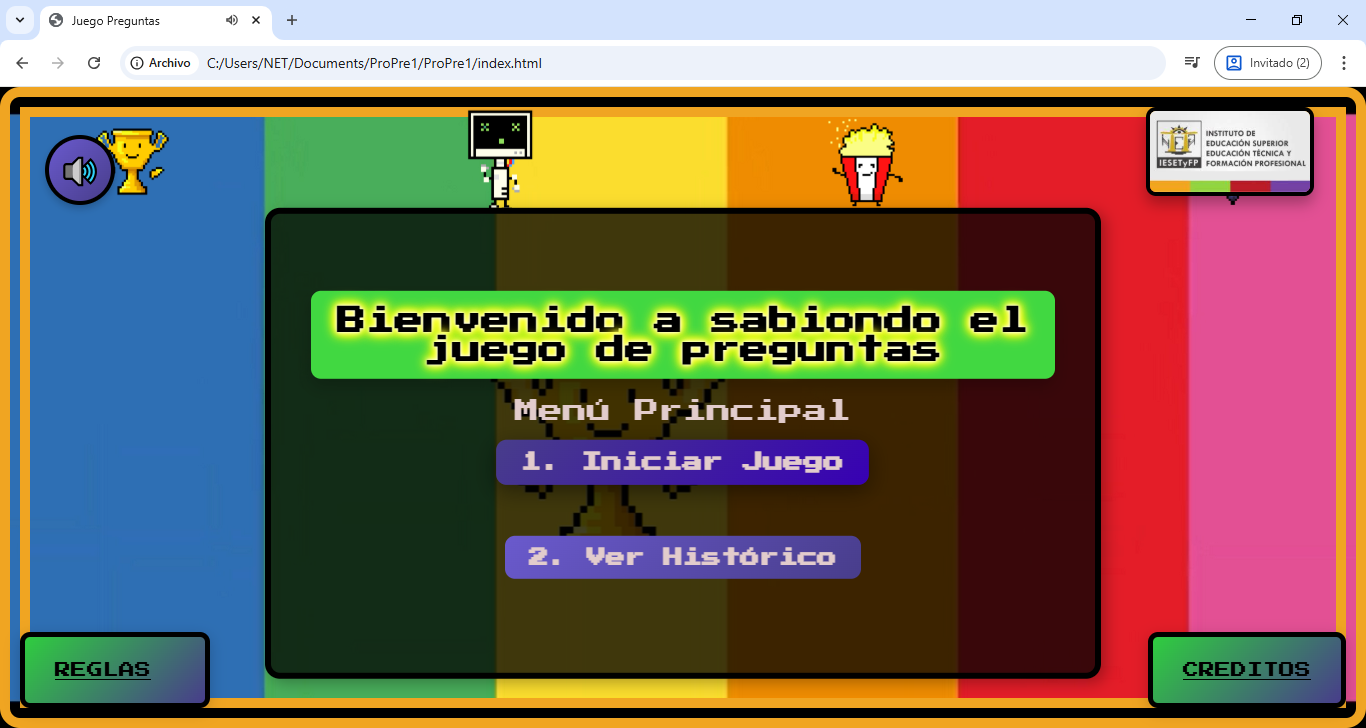 Juego Preguntas
Archivo
C:/Users/NET/Documents/ProPre1/ProPre1/index.html
Invitado (2)
IESETyFP
INSTITUTO DE
EDUCACIÓN SUPERIOR
EDUCACIÓN TÉCNICA Y
FORMACIÓN PROFESIONAL
Bienvenido a sabiondo el
juego de preguntas
Menú Principal
1. Iniciar Juego
2. Ver Histórico
REGLAS
CREDITOS